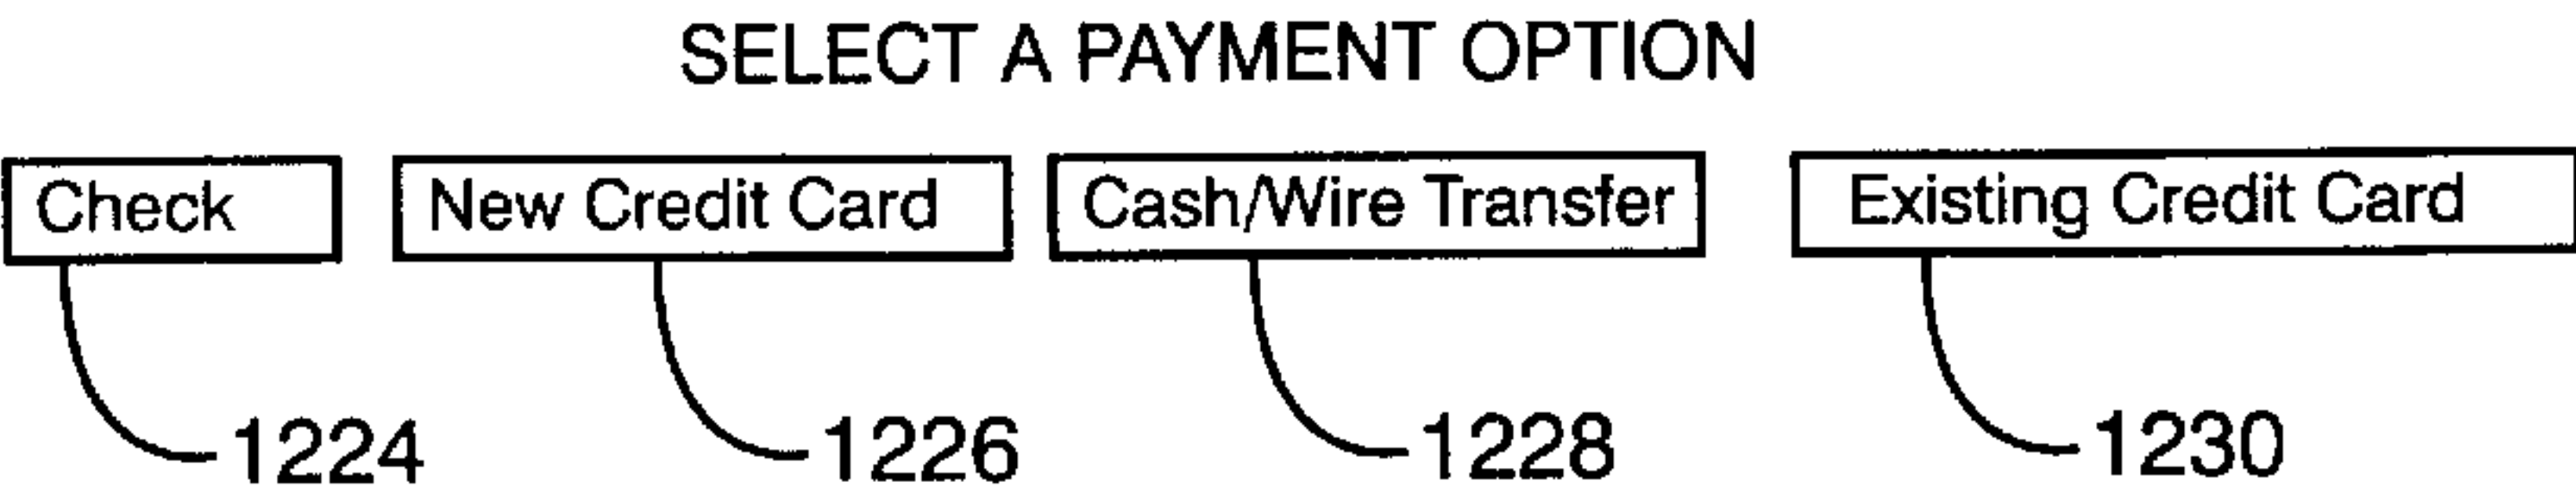 SELECT A PAYMENT OPTION
Check New Credit Card Cash/Wire Transfer Existing Credit Card
1224 1226 1228 1230